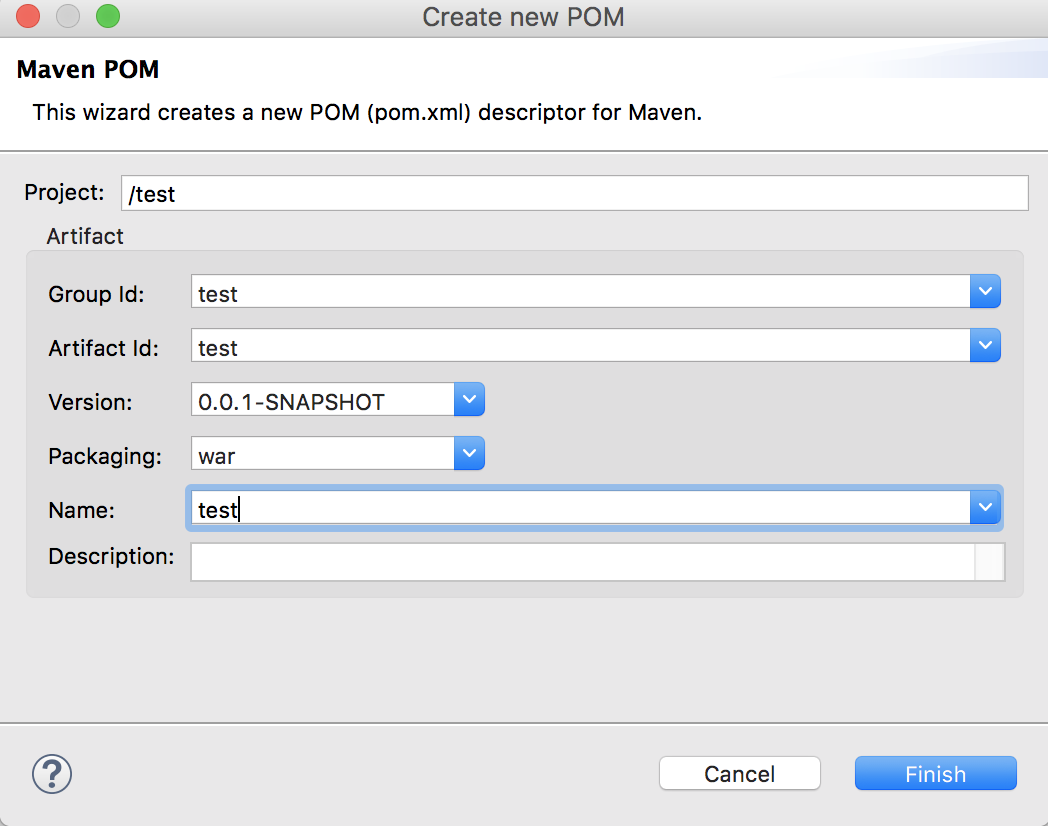 Create new POM
Maven POM
This wizard creates a new POM (pom.xml) descriptor for Maven.
Project: /test
Artifact
Group Id: test
Artifact Id: test
Version: 0.0.1-SNAPSHOT
Packaging: war
Name: test
Description:
? Cancel Finish